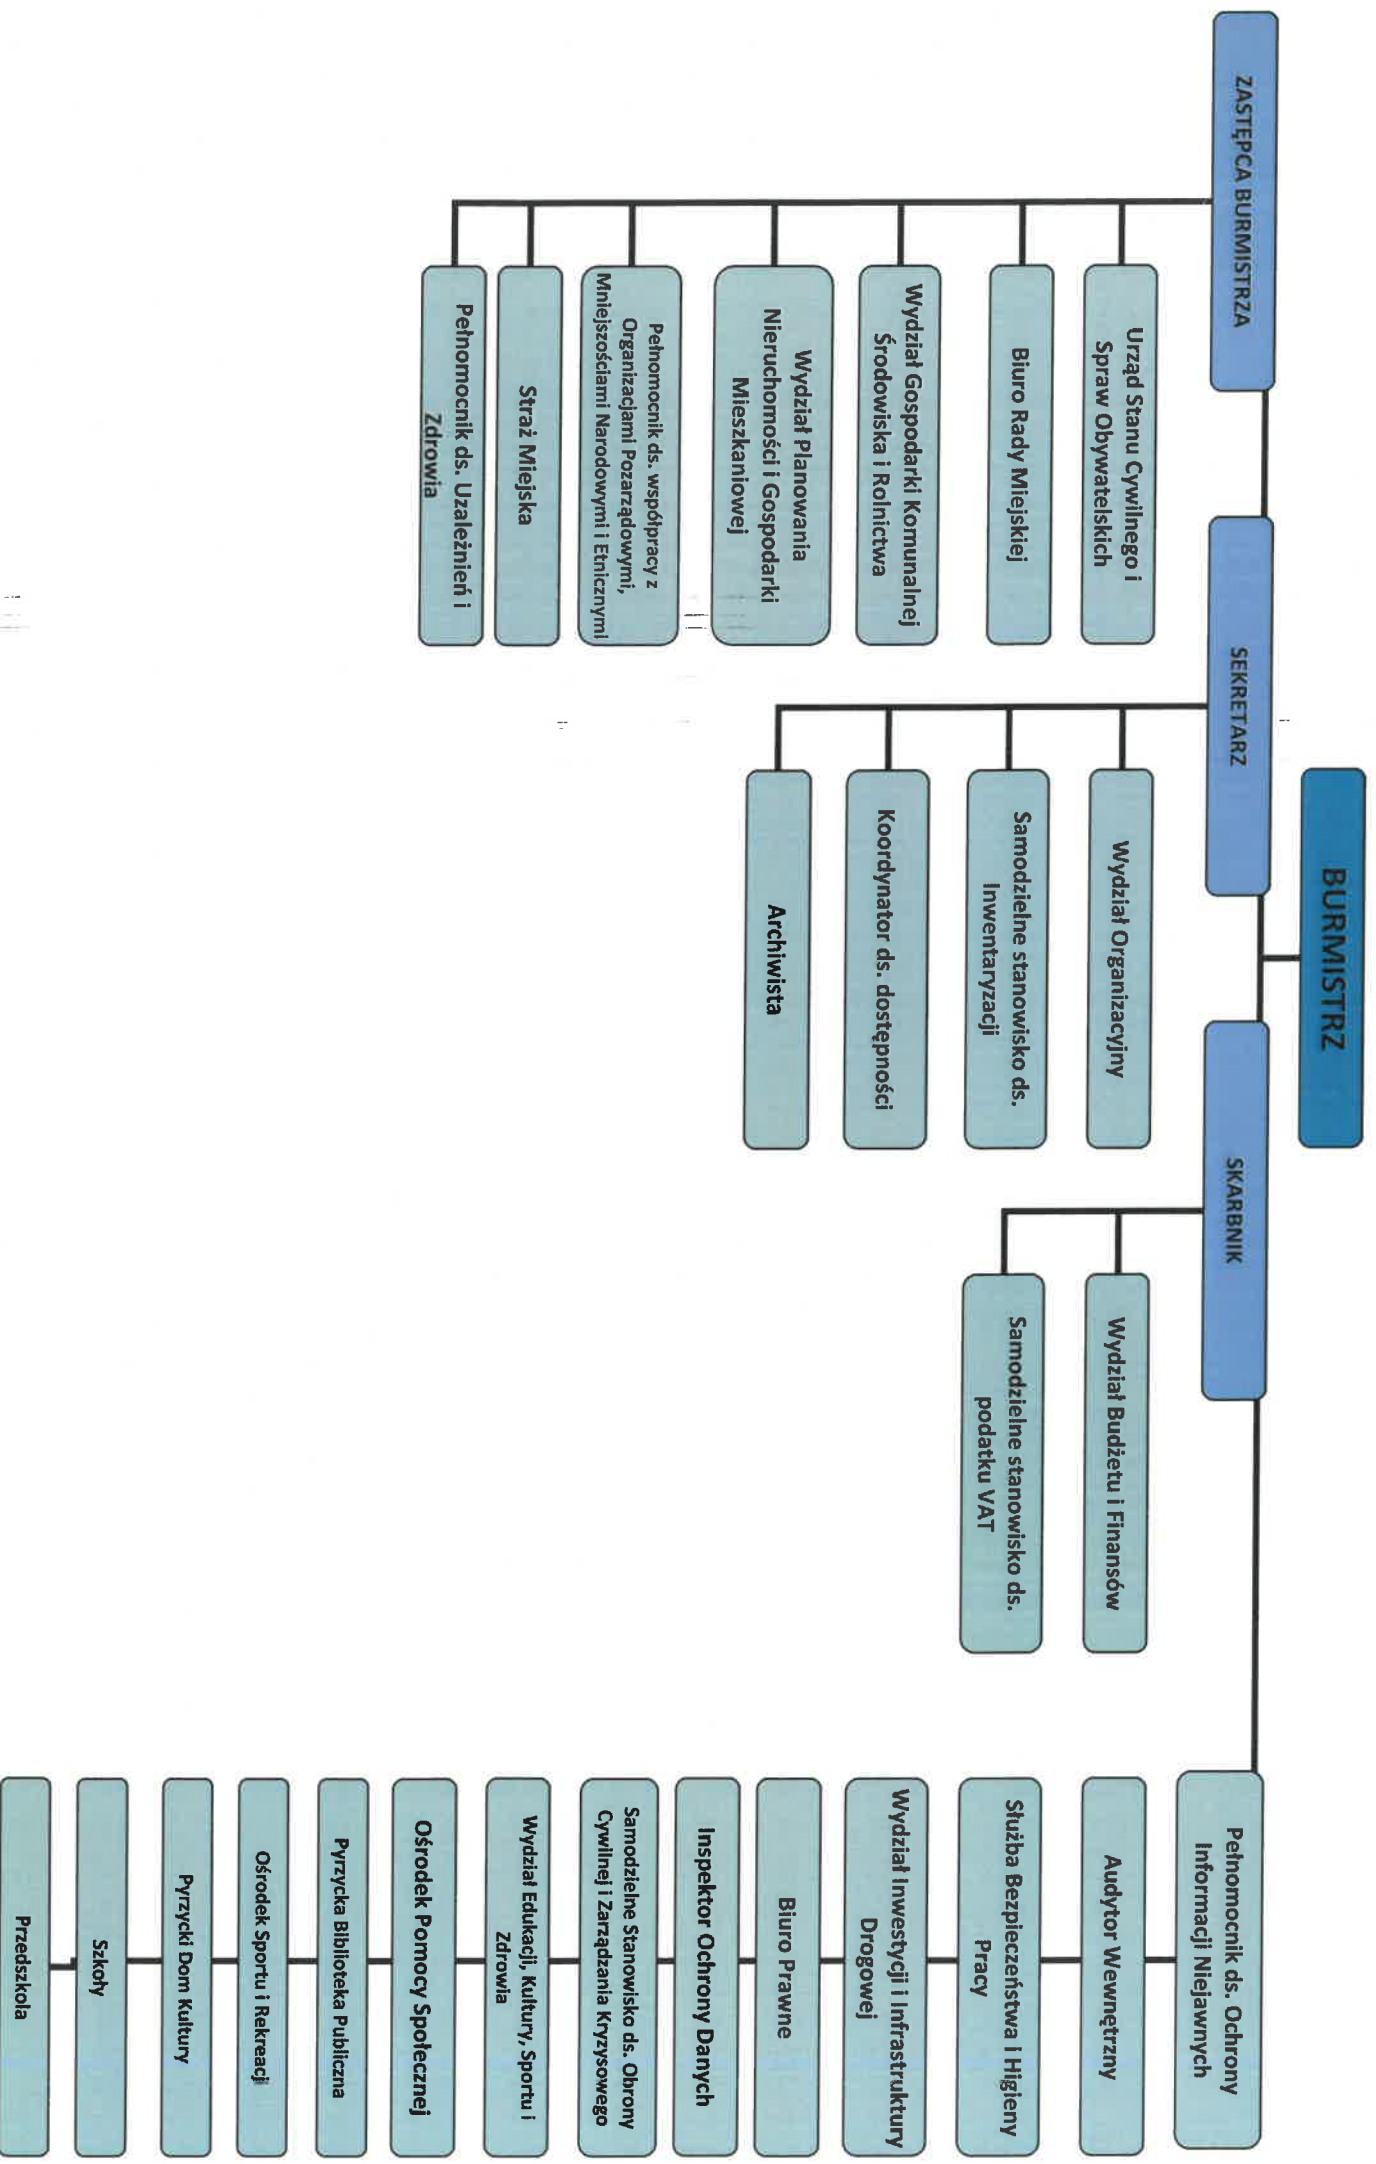 BURMISTRZ
ZASTĘPCA BURMISTRZA
SEKRETARZ
SKARBNIK
Urząd Stanu Cywilnego i
Spraw Obywatelskich
Biuro Rady Miejskiej
Wydział Gospodarki Komunalnej
Środowiska i Rolnictwa
Wydział Planowania
Nieruchomości i Gospodarki
Mieszkaniowej
Pełnomocnik ds. współpracy z
Organizacjami Pozarządowymi,
Mniejszościami Narodowymi i Etnicznymi
Straż Miejska
Pełnomocnik ds. Uzależnień i
Zdrowia
Wydział Organizacyjny
Samodzielne stanowisko ds.
Inwentaryzacji
Koordynator ds. dostępności
Archiwista
Wydział Budżetu i Finansów
Samodzielne stanowisko ds.
podatku VAT
Pełnomocnik ds. Ochrony
Informacji Niejawnych
Audytor Wewnętrzny
Służba Bezpieczeństwa i Higieny
Pracy
Wydział Inwestycji i Infrastruktury
Drogowej
Biuro Prawne
Inspektor Ochrony Danych
Samodzielne Stanowisko ds. Obrony
Cywilnej i Zarządzania Kryzysowego
Wydział Edukacji, Kultury, Sportu i
Zdrowia
Ośrodek Pomocy Społecznej
Pyrzycka Biblioteka Publiczna
Ośrodek Sportu i Rekreacji
Pyrzycki Dom Kultury
Szkoły
Przedszkola